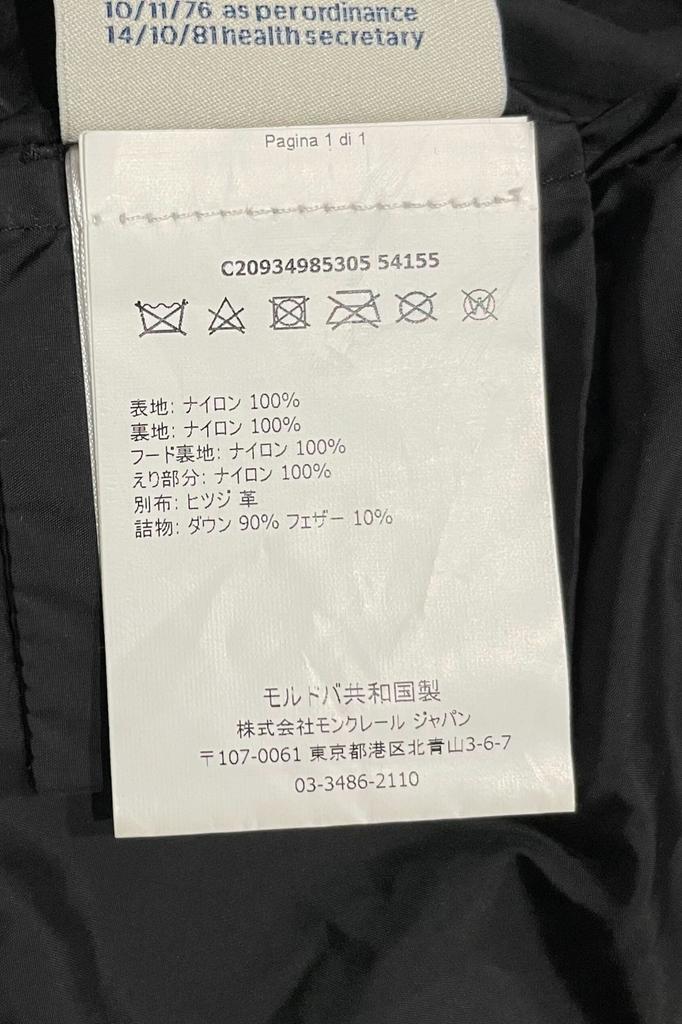 10/11/76 as per ordinance
14/10/81 health secretary
Pagina 1 di 1
C20934985305 54155
表地: ナイロン 100%
裏地: ナイロン 100%
フード裏地: ナイロン 100%
えり部分: ナイロン 100%
別布: ヒツジ 革
詰物: ダウン 90% フェザー 10%
モルドバ共和国製
株式会社モンクレール ジャパン
〒107-0061 東京都港区北青山3-6-7
03-3486-2110